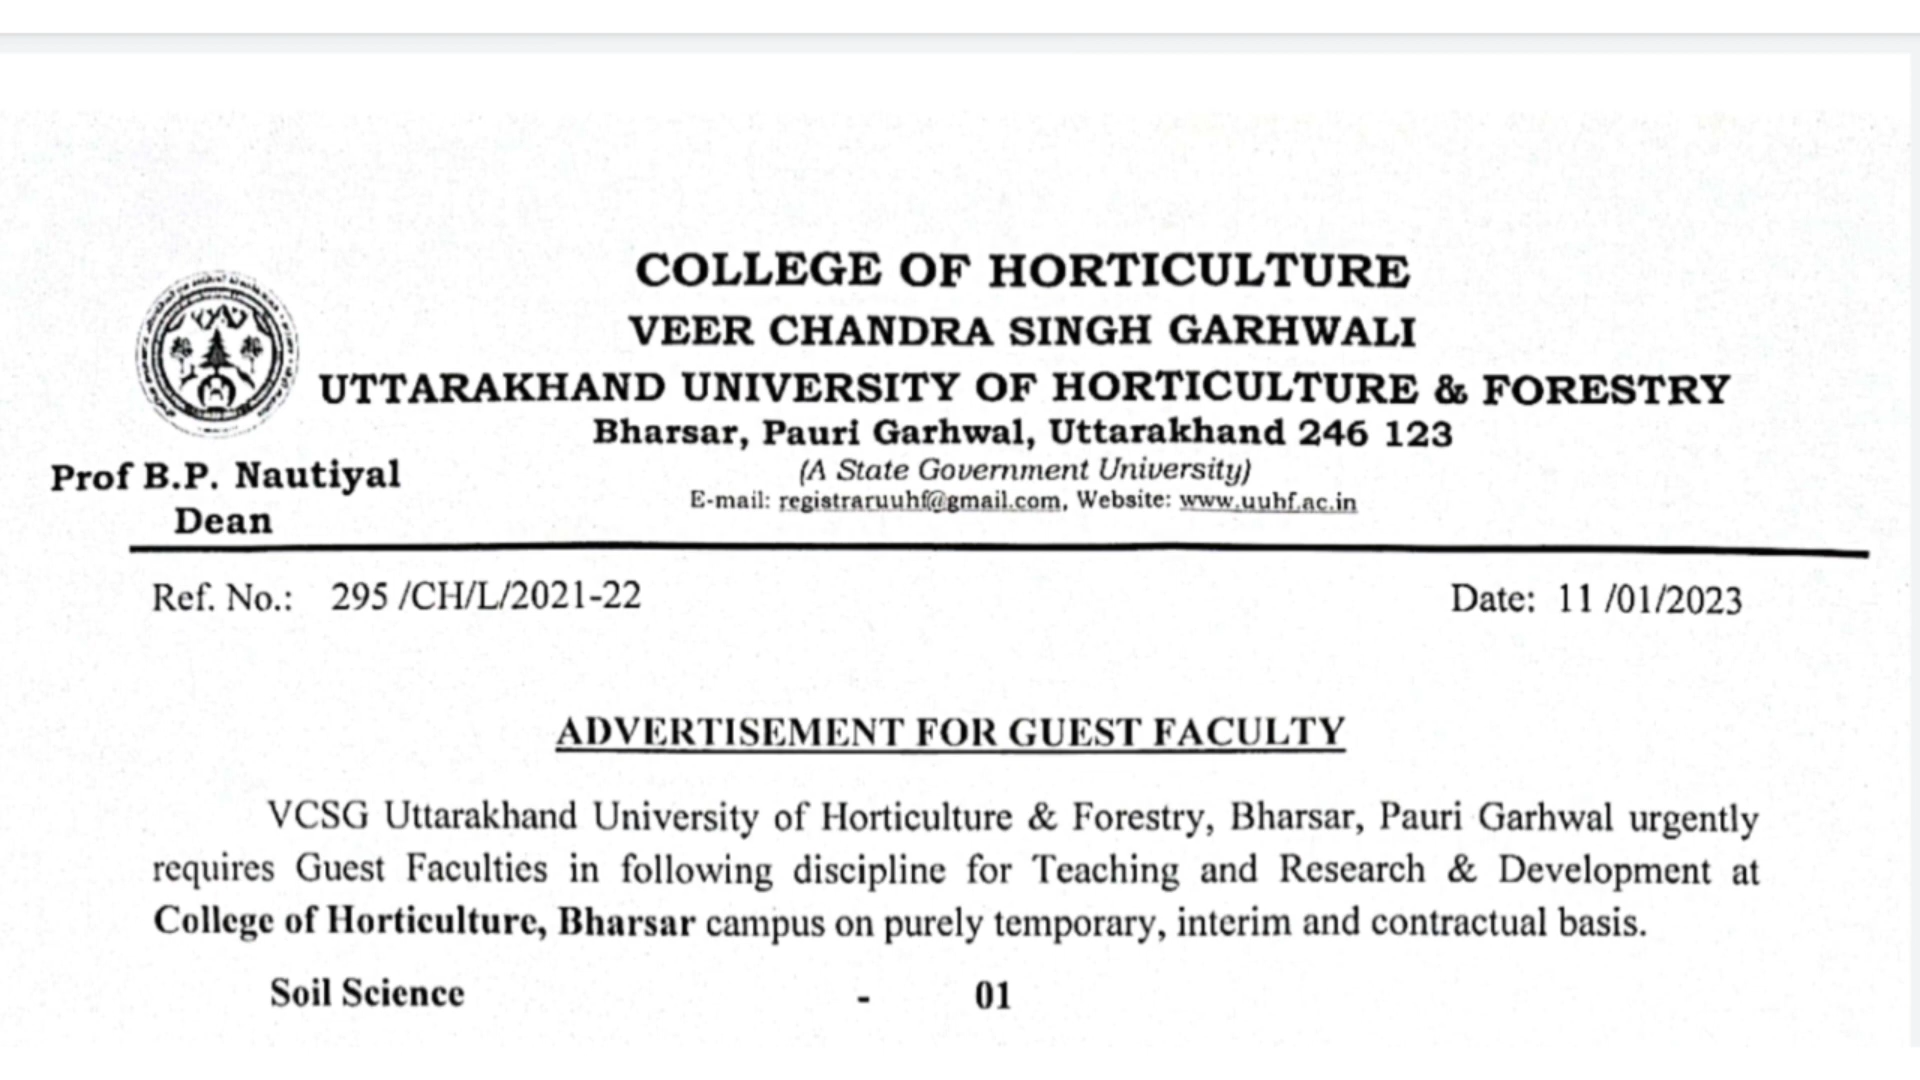 COLLEGE OF HORTICULTURE
VEER CHANDRA SINGH GARHWALI
UTTARAKHAND UNIVERSITY OF HORTICULTURE & FORESTRY
Bharsar, Pauri Garhwal, Uttarakhand 246 123
(A State Government University)
E-mail: registraruuhf@gmail.com, Website: www.uuhf.ac.in
Prof B.P. Nautiyal
Dean
Ref. No.: 295 /CH/L/2021-22 Date: 11 /01/2023
ADVERTISEMENT FOR GUEST FACULTY
VCSG Uttarakhand University of Horticulture & Forestry, Bharsar, Pauri Garhwal urgently
requires Guest Faculties in following discipline for Teaching and Research & Development at
College of Horticulture, Bharsar campus on purely temporary, interim and contractual basis.
Soil Science - 01